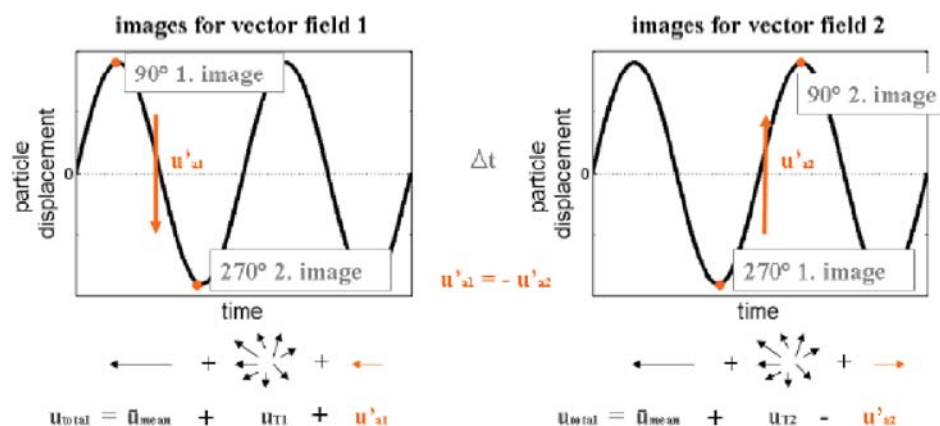 images for vector field 1
90° 1. image
u'a1
particle
displacement
0
270° 2. image
time
+ +
utotal = ūmean + uT1 + u'a1
Δt
u'a1 = - u'a2
images for vector field 2
90° 2. image
u'a2
particle
displacement
0
270° 1. image
time
+ +
utotal = ūmean + uT2 - u'a2